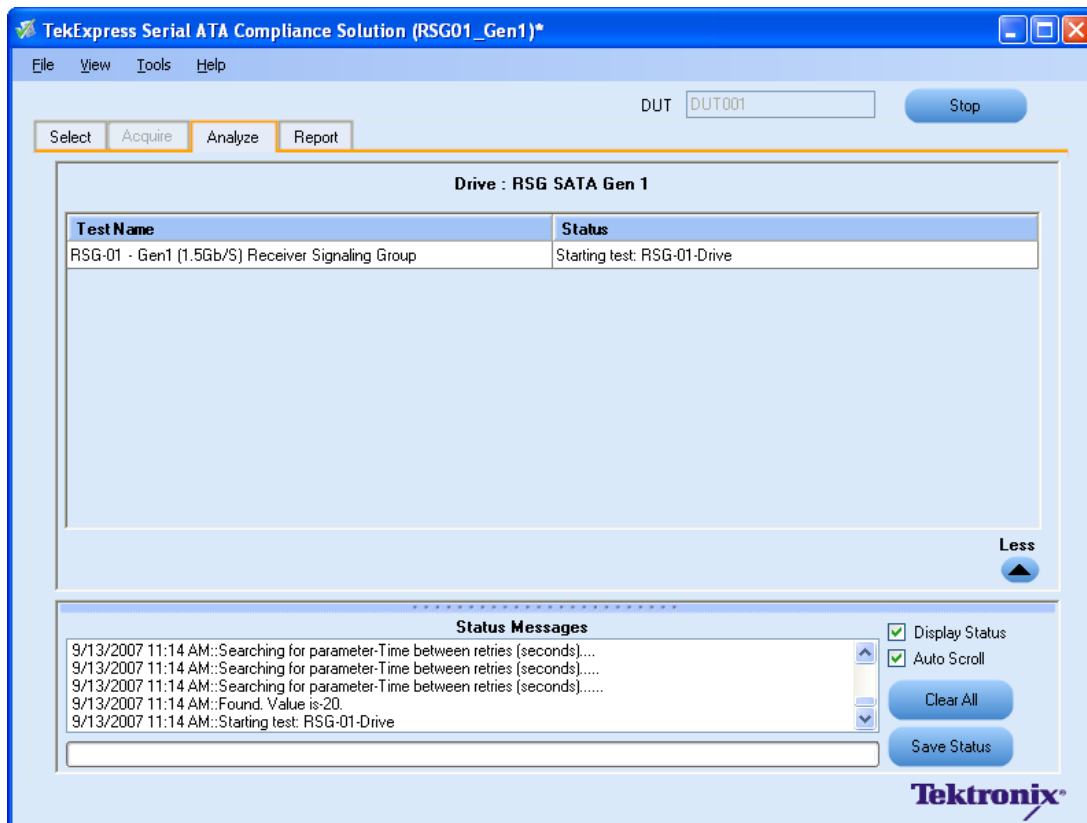 TekExpress Serial ATA Compliance Solution (RSG01_Gen1)*
File View Tools Help
DUT DUT001 Stop
Select Acquire Analyze Report
Drive : RSG SATA Gen 1
Test Name Status
RSG-01 - Gen1 (1.5Gb/S) Receiver Signaling Group Starting test: RSG-01-Drive
Less
Status Messages
9/13/2007 11:14 AM::Searching for parameter-Time between retries (seconds)....
9/13/2007 11:14 AM::Searching for parameter-Time between retries (seconds).....
9/13/2007 11:14 AM::Searching for parameter-Time between retries (seconds)......
9/13/2007 11:14 AM::Found. Value is-20.
9/13/2007 11:14 AM::Starting test: RSG-01-Drive
Display Status
Auto Scroll
Clear All
Save Status
Tektronix